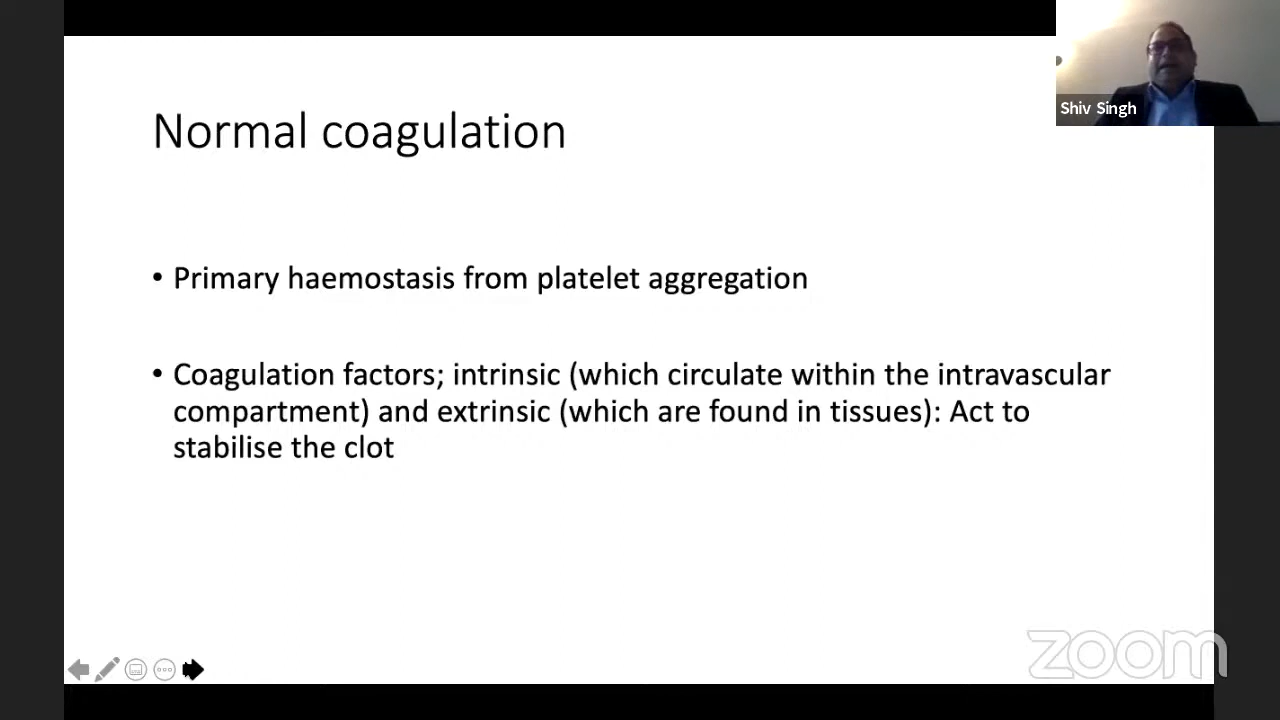 Shiv Singh
Normal coagulation
• Primary haemostasis from platelet aggregation
• Coagulation factors; intrinsic (which circulate within the intravascular
compartment) and extrinsic (which are found in tissues): Act to
stabilise the clot
zoom